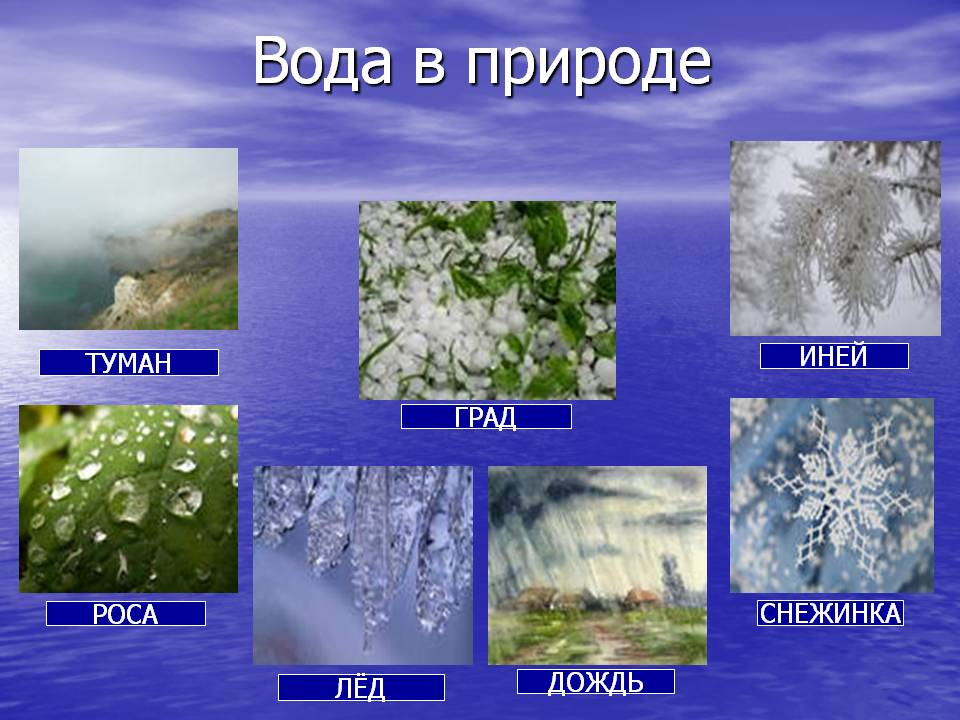 Вода в природе
ТУМАН
ГРАД
ИНЕЙ
РОСА
ЛЁД
ДОЖДЬ
СНЕЖИНКА